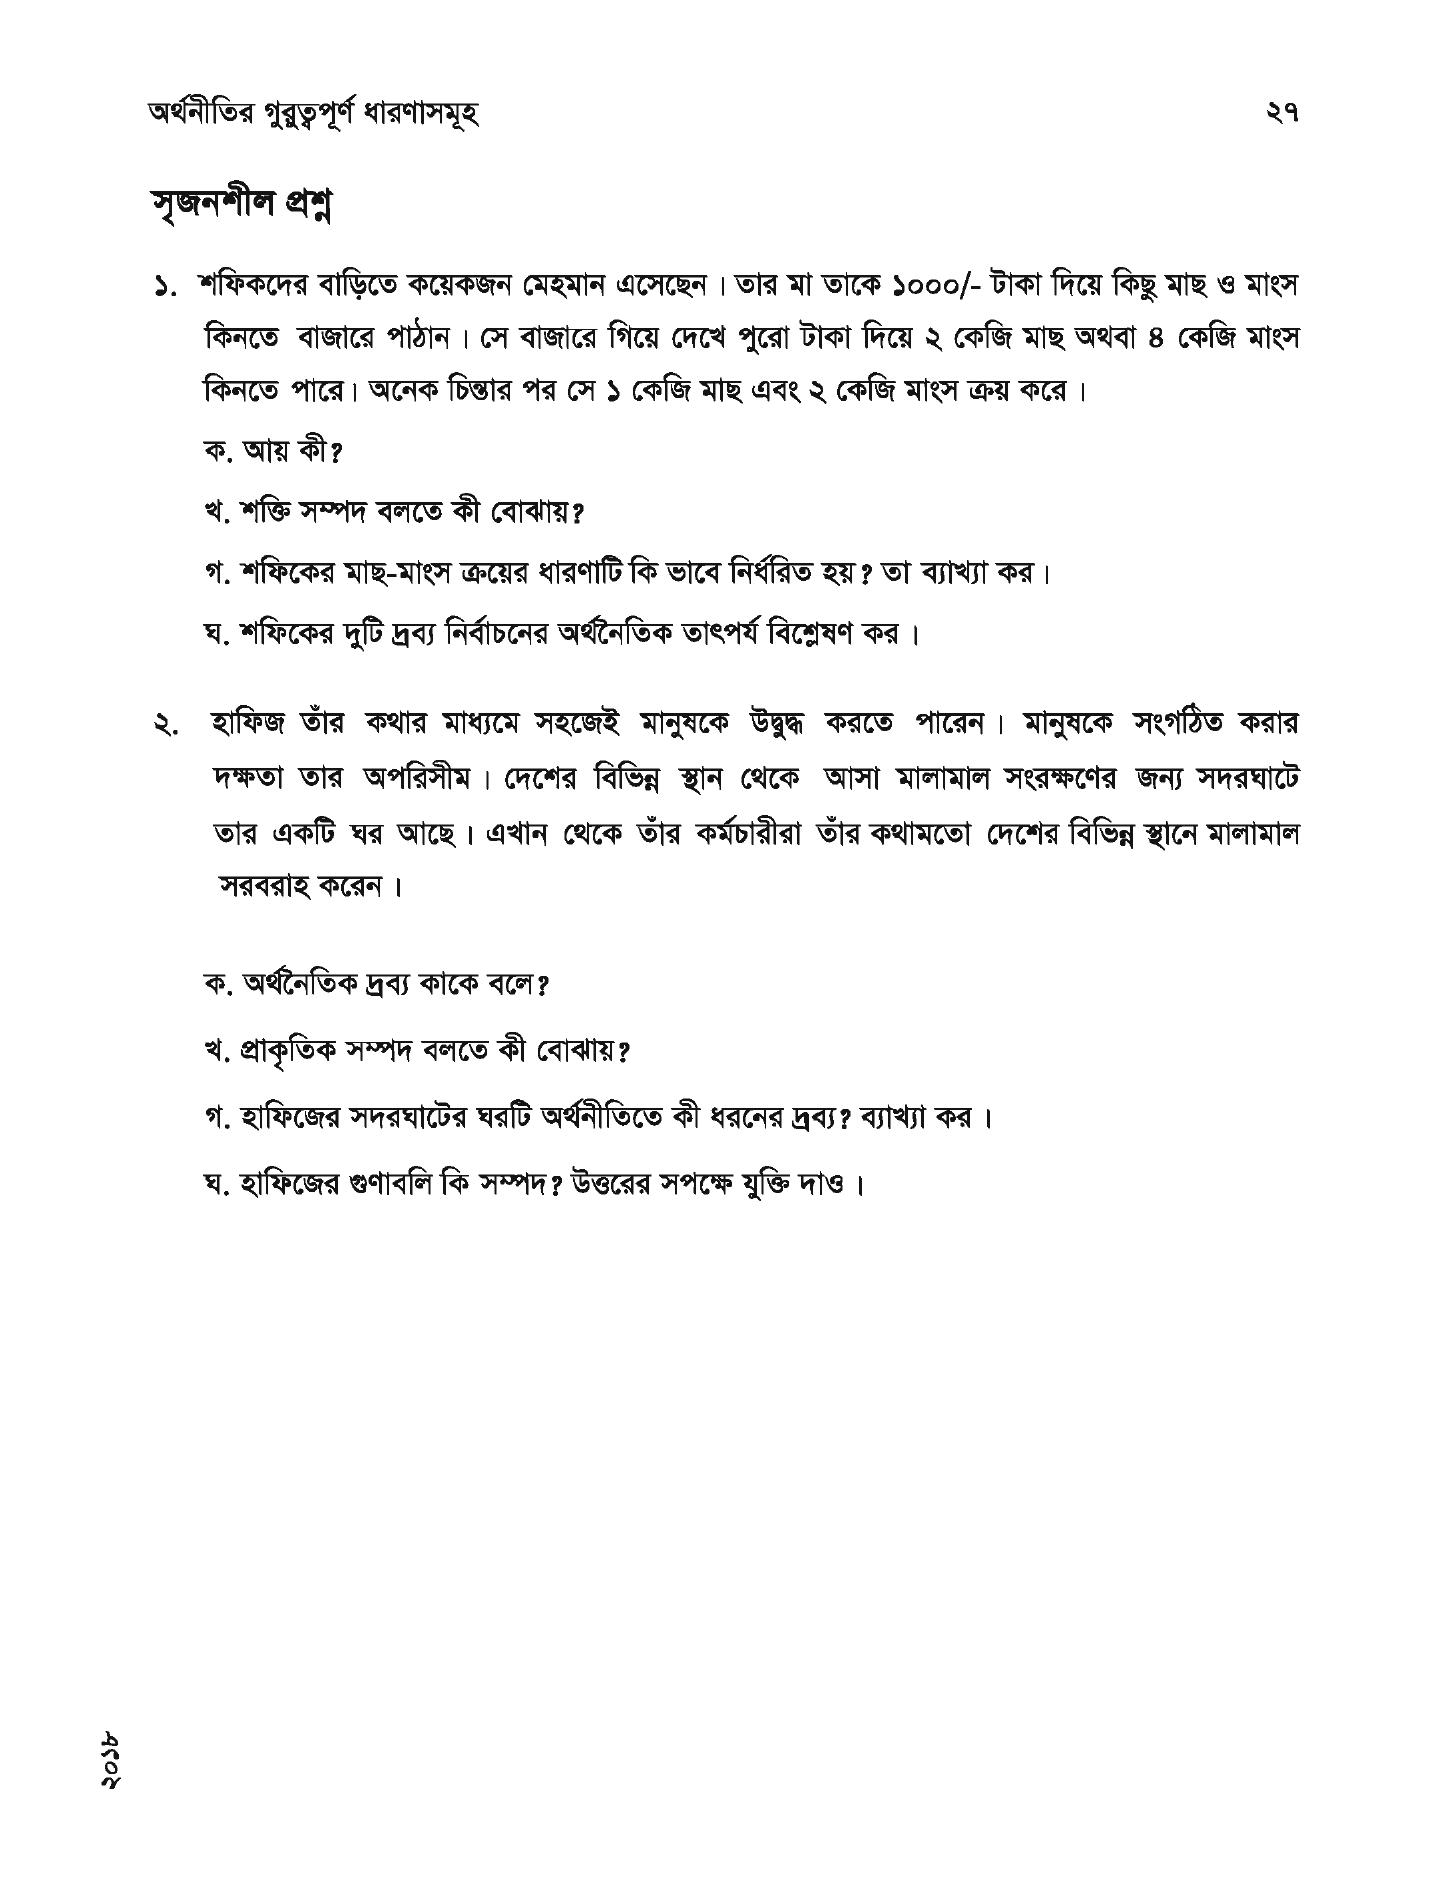 অর্থনীতির গুরুত্বপূর্ণ ধারণাসমূহ ২৭
সৃজনশীল প্রশ্ন
১. শফিকদের বাড়িতে কয়েকজন মেহমান এসেছেন। তার মা তাকে ১০০০/- টাকা দিয়ে কিছু মাছ ও মাংস
কিনতে বাজারে পাঠান। সে বাজারে গিয়ে দেখে পুরো টাকা দিয়ে ২ কেজি মাছ অথবা ৪ কেজি মাংস
কিনতে পারে। অনেক চিন্তার পর সে ১ কেজি মাছ এবং ২ কেজি মাংস ক্রয় করে।
ক. আয় কী?
খ. শক্তি সম্পদ বলতে কী বোঝায়?
গ. শফিকের মাছ-মাংস ক্রয়ের ধারণাটি কি ভাবে নির্ধরিত হয়? তা ব্যাখ্যা কর।
ঘ. শফিকের দুটি দ্রব্য নির্বাচনের অর্থনৈতিক তাৎপর্য বিশ্লেষণ কর।
২. হাফিজ তাঁর কথার মাধ্যমে সহজেই মানুষকে উদ্বুদ্ধ করতে পারেন। মানুষকে সংগঠিত করার
দক্ষতা তার অপরিসীম। দেশের বিভিন্ন স্থান থেকে আসা মালামাল সংরক্ষণের জন্য সদরঘাটে
তার একটি ঘর আছে। এখান থেকে তাঁর কর্মচারীরা তাঁর কথামতো দেশের বিভিন্ন স্থানে মালামাল
সরবরাহ করেন।
ক. অর্থনৈতিক দ্রব্য কাকে বলে?
খ. প্রাকৃতিক সম্পদ বলতে কী বোঝায়?
গ. হাফিজের সদরঘাটের ঘরটি অর্থনীতিতে কী ধরনের দ্রব্য? ব্যাখ্যা কর।
ঘ. হাফিজের গুণাবলি কি সম্পদ? উত্তরের সপক্ষে যুক্তি দাও।
২০১৮